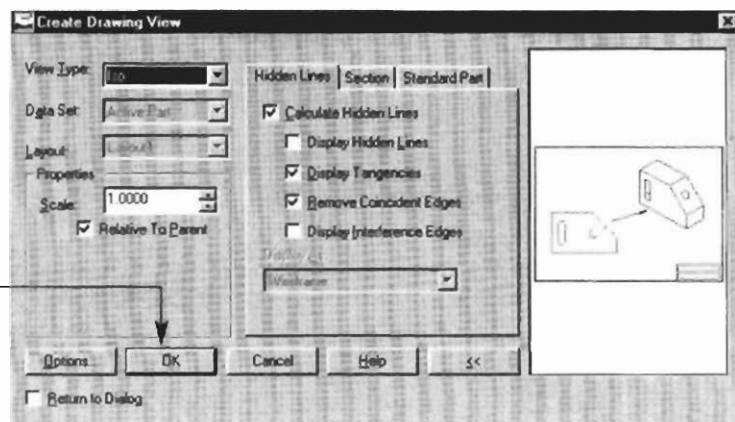 Create Drawing View
View Type: Iso
Data Set: Active Part
Layout: Layout1
Properties
Scale: 1.0000
Relative To Parent
Hidden Lines Section Standard Part
Calculate Hidden Lines
Display Hidden Lines
Display Tangencies
Remove Coincident Edges
Display Interference Edges
Display As
Wireframe
Options... OK Cancel Help <<
Return to Dialog